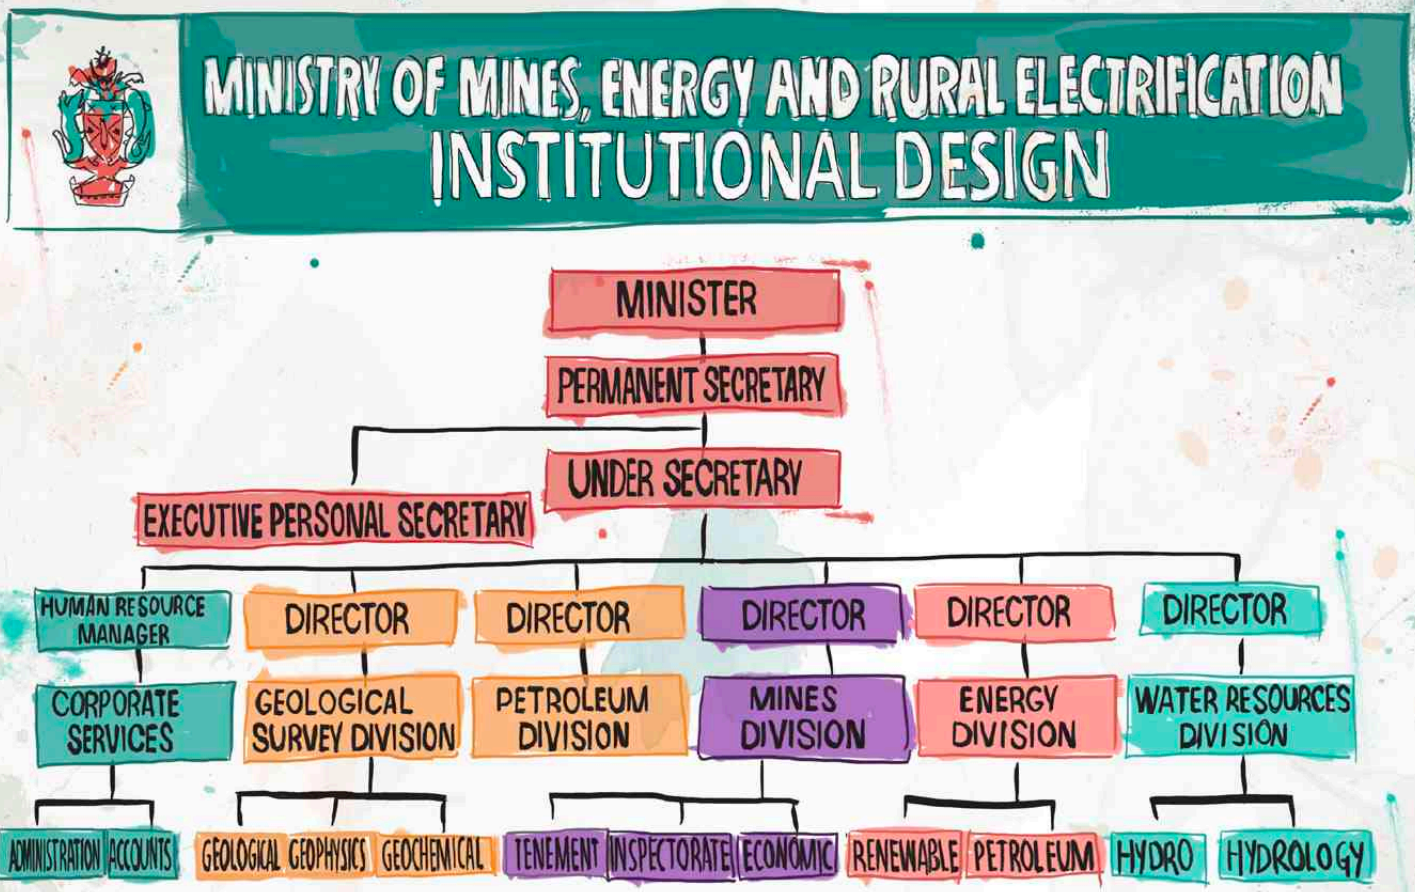 MINISTRY OF MINES, ENERGY AND RURAL ELECTRIFICATION
INSTITUTIONAL DESIGN
MINISTER
PERMANENT SECRETARY
UNDER SECRETARY
EXECUTIVE PERSONAL SECRETARY
HUMAN RESOURCE
MANAGER
DIRECTOR
DIRECTOR
DIRECTOR
DIRECTOR
DIRECTOR
CORPORATE
SERVICES
GEOLOGICAL
SURVEY DIVISION
PETROLEUM
DIVISION
MINES
DIVISION
ENERGY
DIVISION
WATER RESOURCES
DIVISION
ADMINISTRATION
ACCOUNTS
GEOLOGICAL
GEOPHYSICS
GEOCHEMICAL
TENEMENT
INSPECTORATE
ECONOMIC
RENEWABLE
PETROLEUM
HYDRO
HYDROLOGY